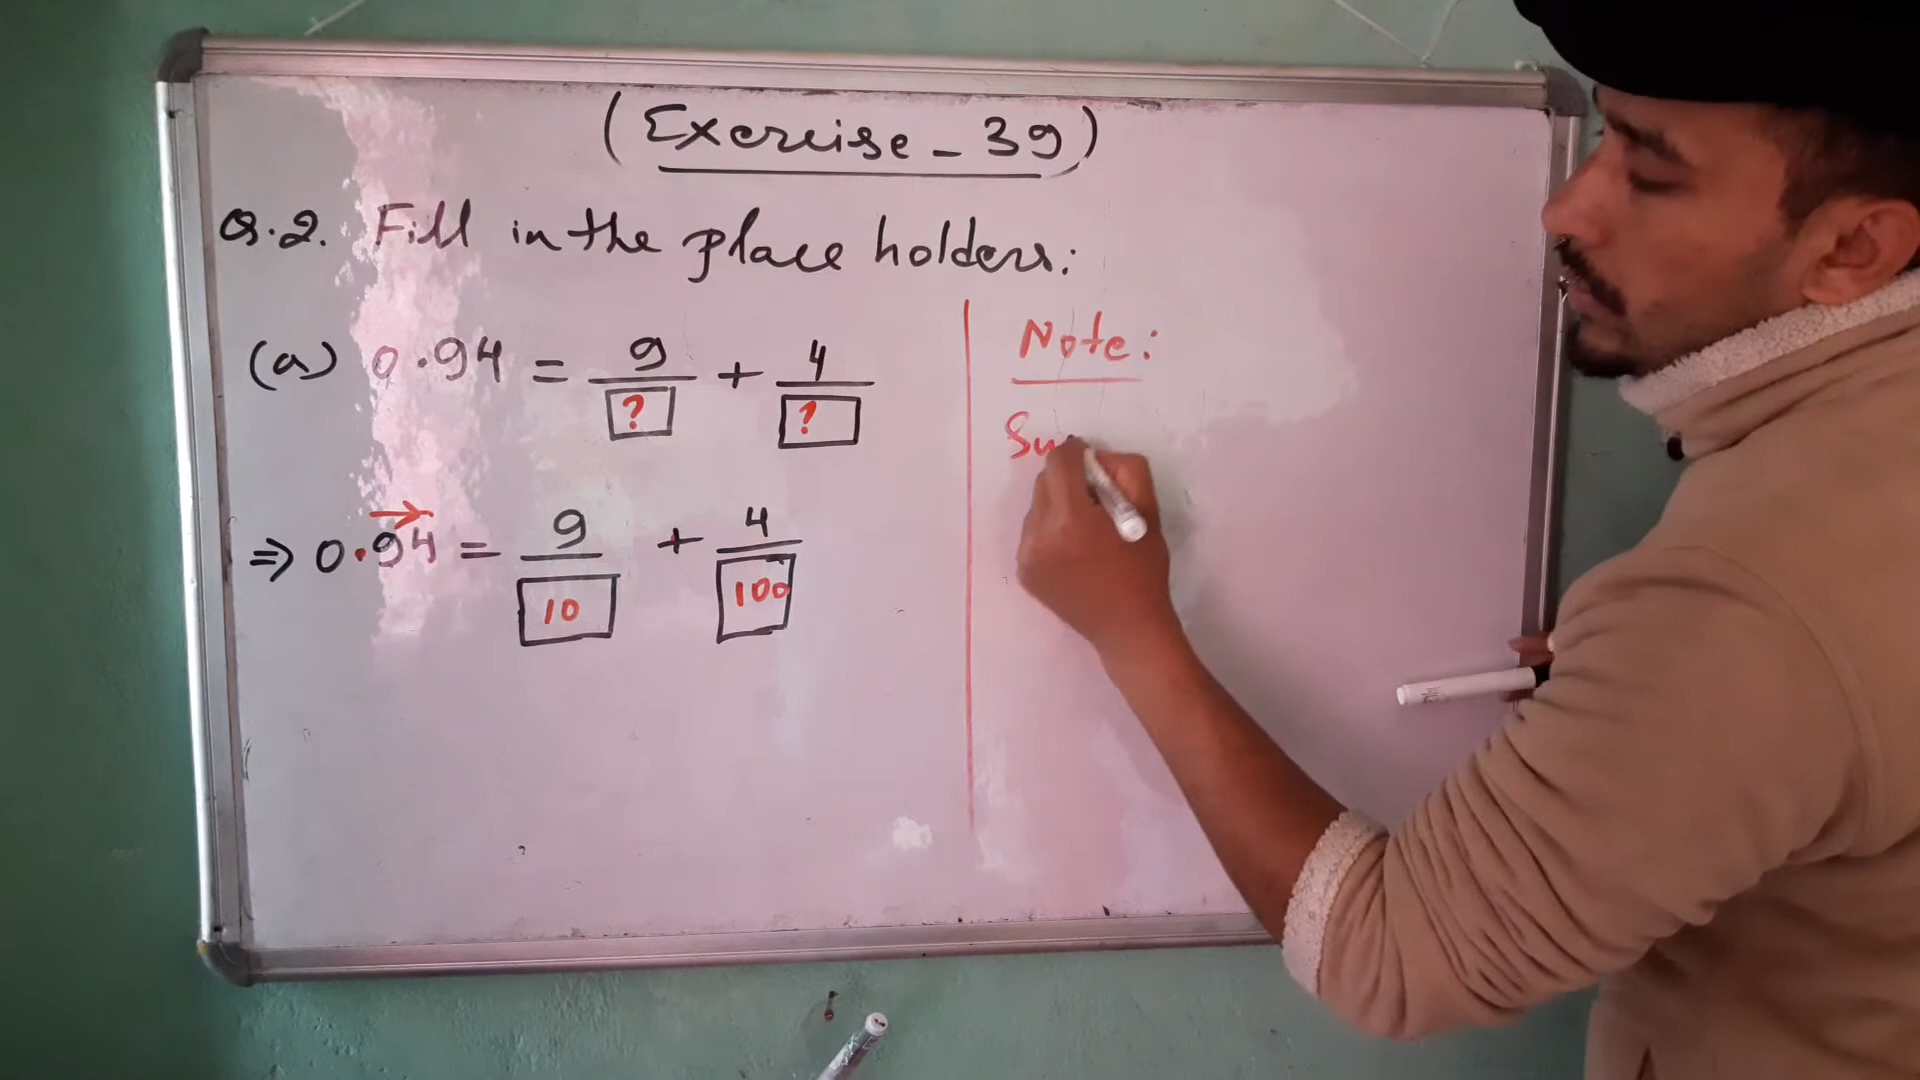 (Exercise - 39)
Q.2. Fill in the place holders:
(a) 0.94 = 9/? + 4/?
⇒ 0.94 = 9/10 + 4/100
Note: